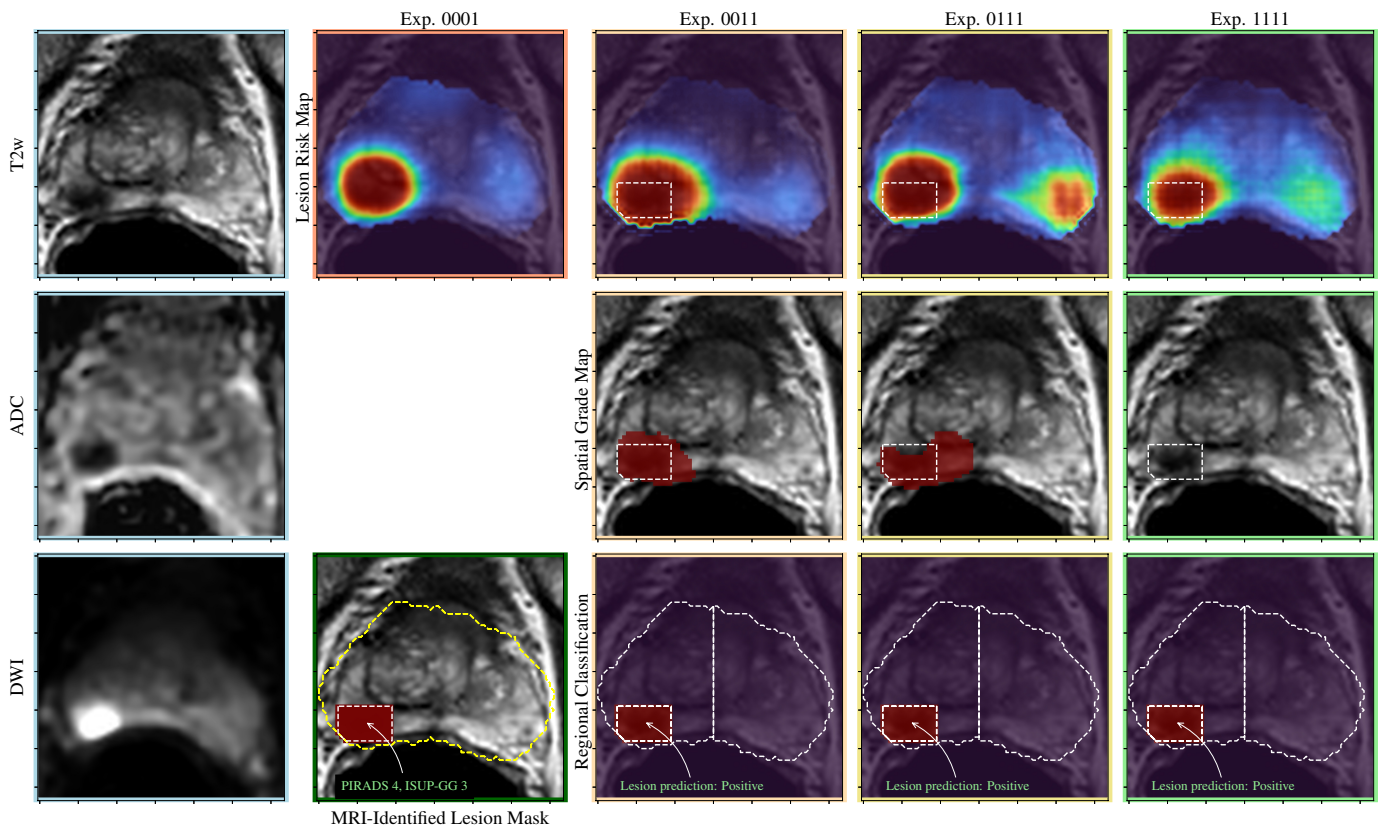 Exp. 0001
Exp. 0011
Exp. 0111
Exp. 1111
T2w
Lesion Risk Map
ADC
Spatial Grade Map
DWI
Regional Classification
PIRADS 4, ISUP-GG 3
Lesion prediction: Positive
Lesion prediction: Positive
Lesion prediction: Positive
MRI-Identified Lesion Mask